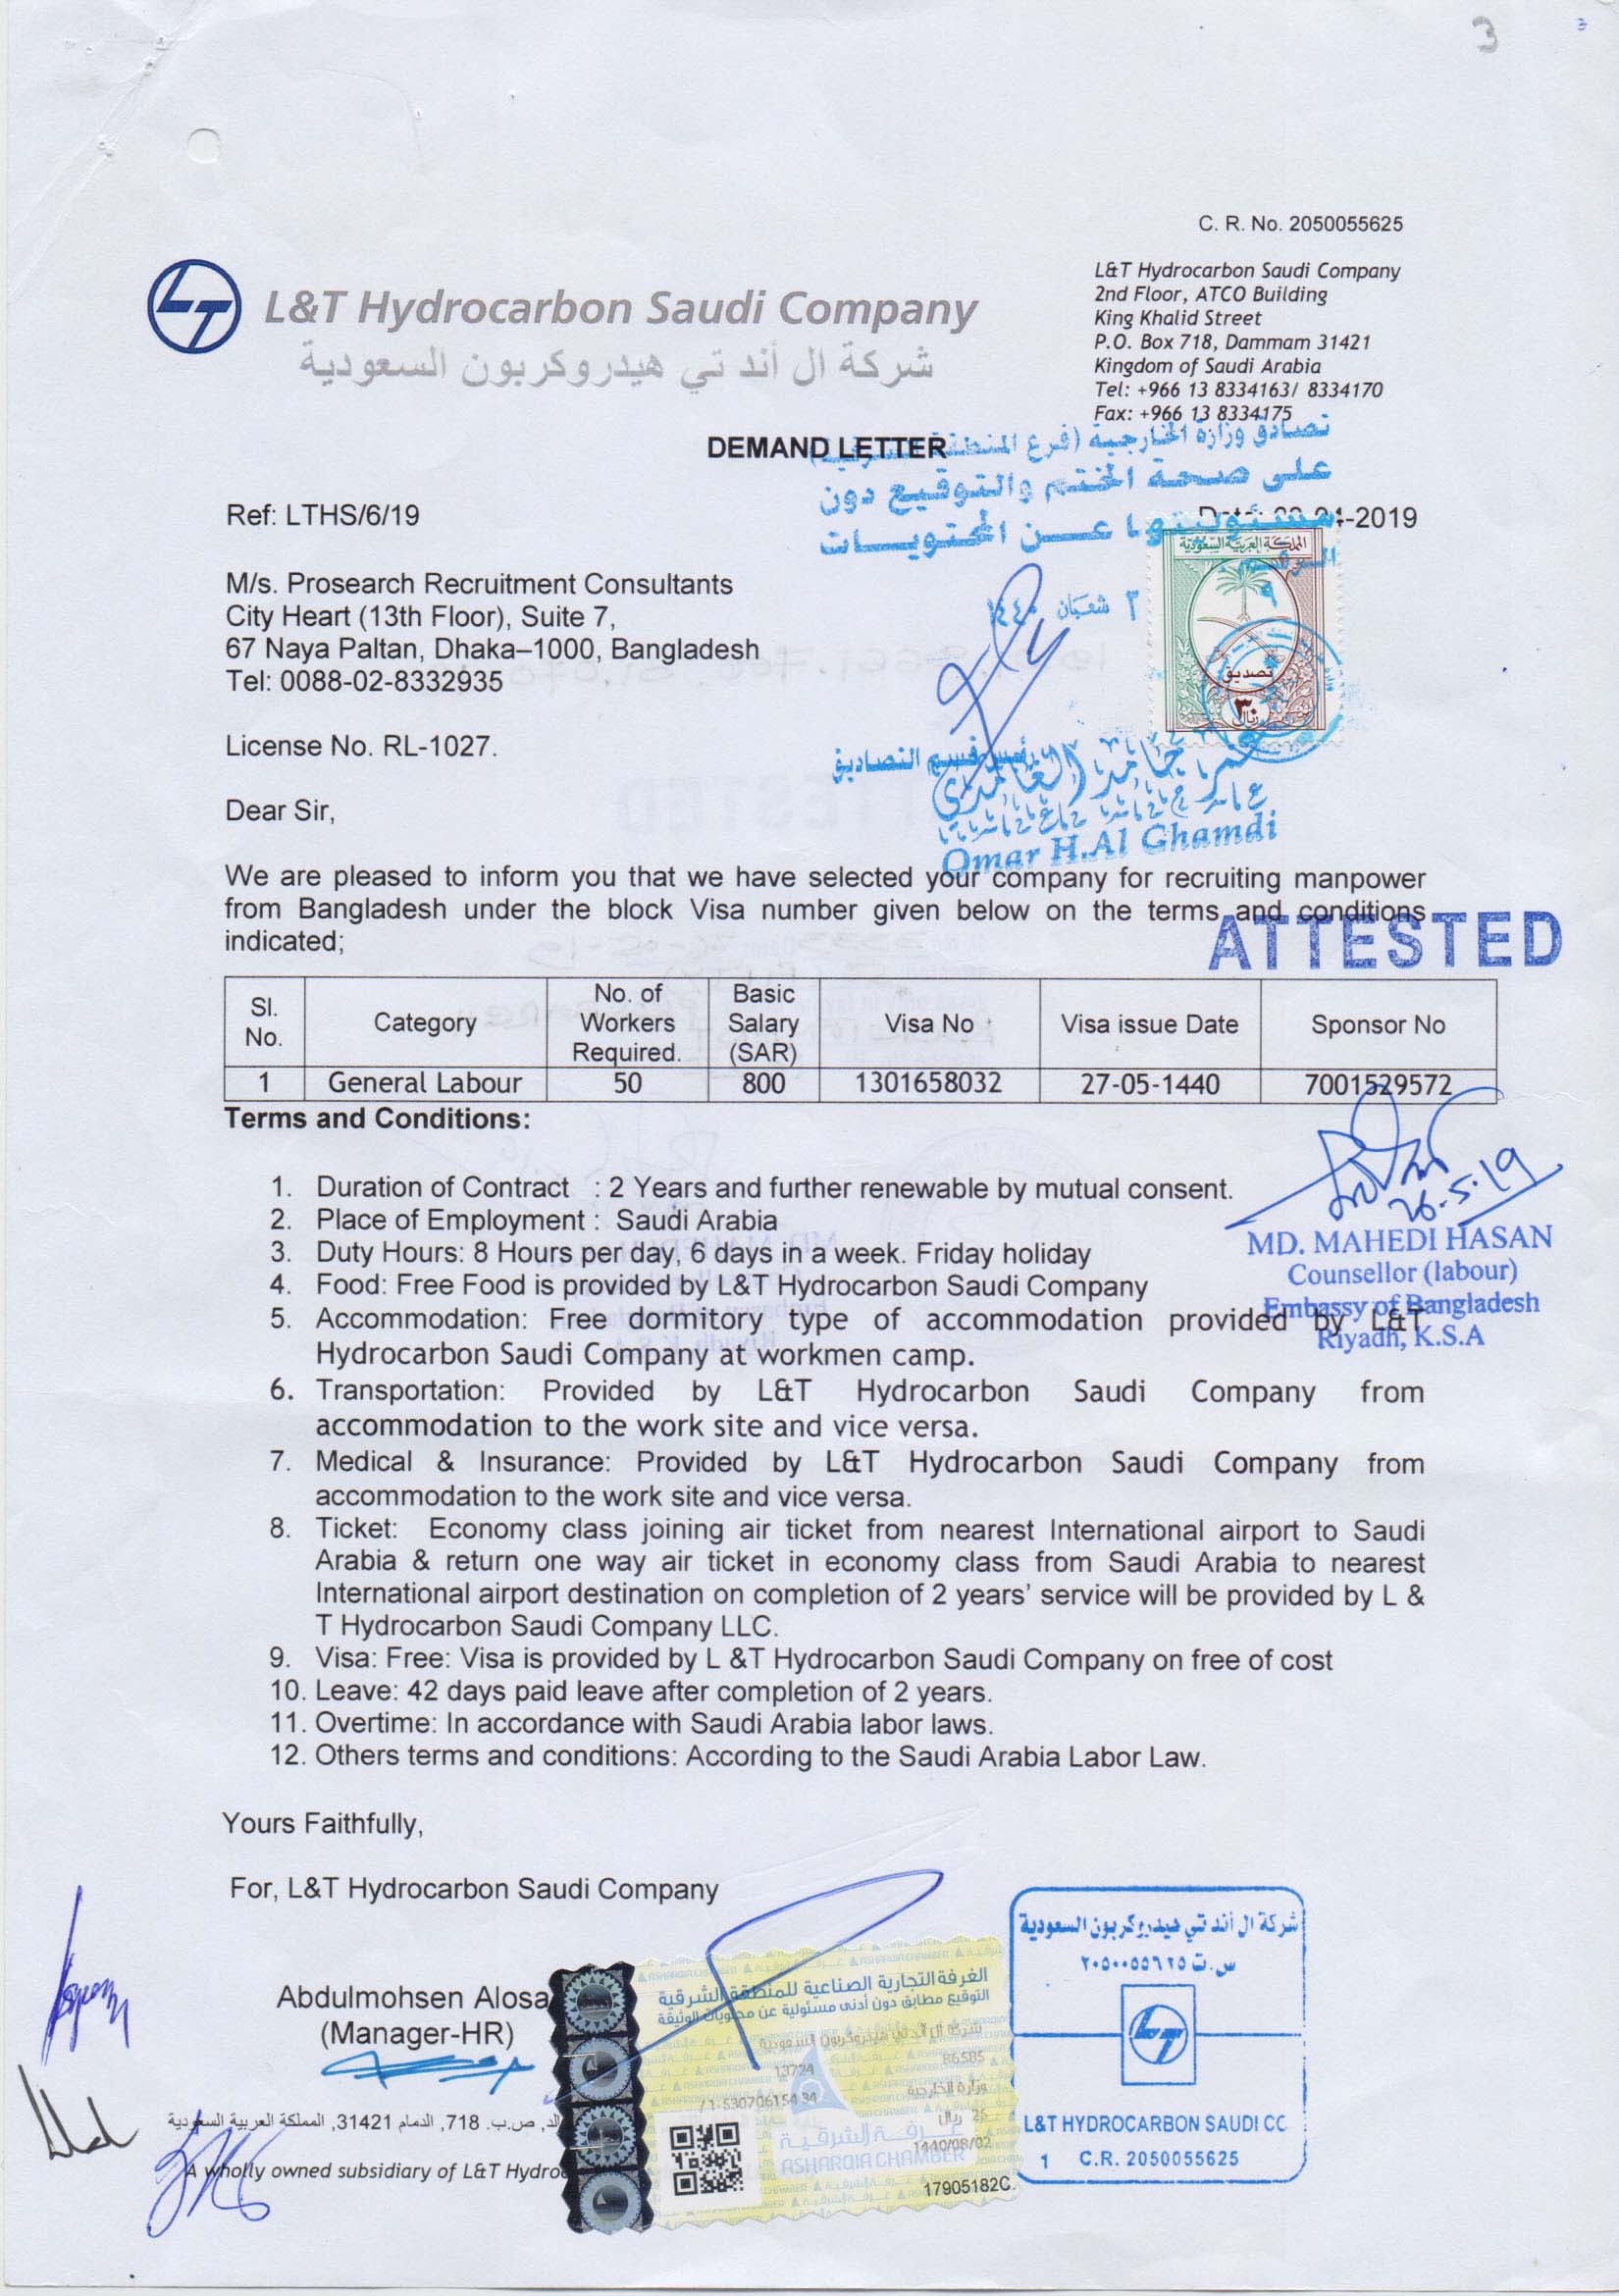 3
C. R. No. 2050055625
L&T Hydrocarbon Saudi Company
2nd Floor, ATCO Building
King Khalid Street
P.O. Box 718, Dammam 31421
Kingdom of Saudi Arabia
Tel: +966 13 8334163/ 8334170
Fax: +966 13 8334175
L&T Hydrocarbon Saudi Company
شركة ال أند تي هيدروكربون السعودية
DEMAND LETTER
تصادق وزارة الخارجية (فرع المنطقة الشرقية)
على صحة الختم والتوقيع دون
مسئوليتها عن المحتويات
Ref: LTHS/6/19
-2019
المملكة العربية السعودية
٣ شعبان ١٤٤٠
تصديق
٣٠
ريال
M/s. Prosearch Recruitment Consultants
City Heart (13th Floor), Suite 7,
67 Naya Paltan, Dhaka–1000, Bangladesh
Tel: 0088-02-8332935
License No. RL-1027.
رئيس قسم التصاديق
Omar H.Al Ghamdi
Dear Sir,
We are pleased to inform you that we have selected your company for recruiting manpower
from Bangladesh under the block Visa number given below on the terms and conditions
indicated;
ATTESTED
Sl. No. Category No. of Workers Required. Basic Salary (SAR) Visa No Visa issue Date Sponsor No
1 General Labour 50 800 1301658032 27-05-1440 7001529572
Terms and Conditions:
1. Duration of Contract : 2 Years and further renewable by mutual consent.
2. Place of Employment : Saudi Arabia
3. Duty Hours: 8 Hours per day, 6 days in a week. Friday holiday
4. Food: Free Food is provided by L&T Hydrocarbon Saudi Company
5. Accommodation: Free dormitory type of accommodation provided by L&T
Hydrocarbon Saudi Company at workmen camp.
26.5.19
MD. MAHEDI HASAN
Counsellor (labour)
Embassy of Bangladesh
Riyadh, K.S.A
6. Transportation: Provided by L&T Hydrocarbon Saudi Company from
accommodation to the work site and vice versa.
7. Medical & Insurance: Provided by L&T Hydrocarbon Saudi Company from
accommodation to the work site and vice versa.
8. Ticket: Economy class joining air ticket from nearest International airport to Saudi
Arabia & return one way air ticket in economy class from Saudi Arabia to nearest
International airport destination on completion of 2 years' service will be provided by L &
T Hydrocarbon Saudi Company LLC.
9. Visa: Free: Visa is provided by L &T Hydrocarbon Saudi Company on free of cost
10. Leave: 42 days paid leave after completion of 2 years.
11. Overtime: In accordance with Saudi Arabia labor laws.
12. Others terms and conditions: According to the Saudi Arabia Labor Law.
Yours Faithfully,
For, L&T Hydrocarbon Saudi Company
Abdulmohsen Alosa
(Manager-HR)
الغرفة التجارية الصناعية للمنطقة الشرقية
التوقيع مطابق دون أدنى مسئولية عن محتويات الوثيقة
شركة ال أند تي هيدروكربون السعودية
86585
13724
وزارة الخارجية
25 ريال
1440/08/02
غرفة الشرقية
ASHARQIA CHAMBER
17905182C
شركة ال أند تي هيدروكربون السعودية
س.ت ٢٠٥٠٠٥٥٦٢٥
L&T HYDROCARBON SAUDI CC
1 C.R. 2050055625
ص.ب. 718, الدمام 31421, المملكة العربية السعودية
A wholly owned subsidiary of L&T Hydro